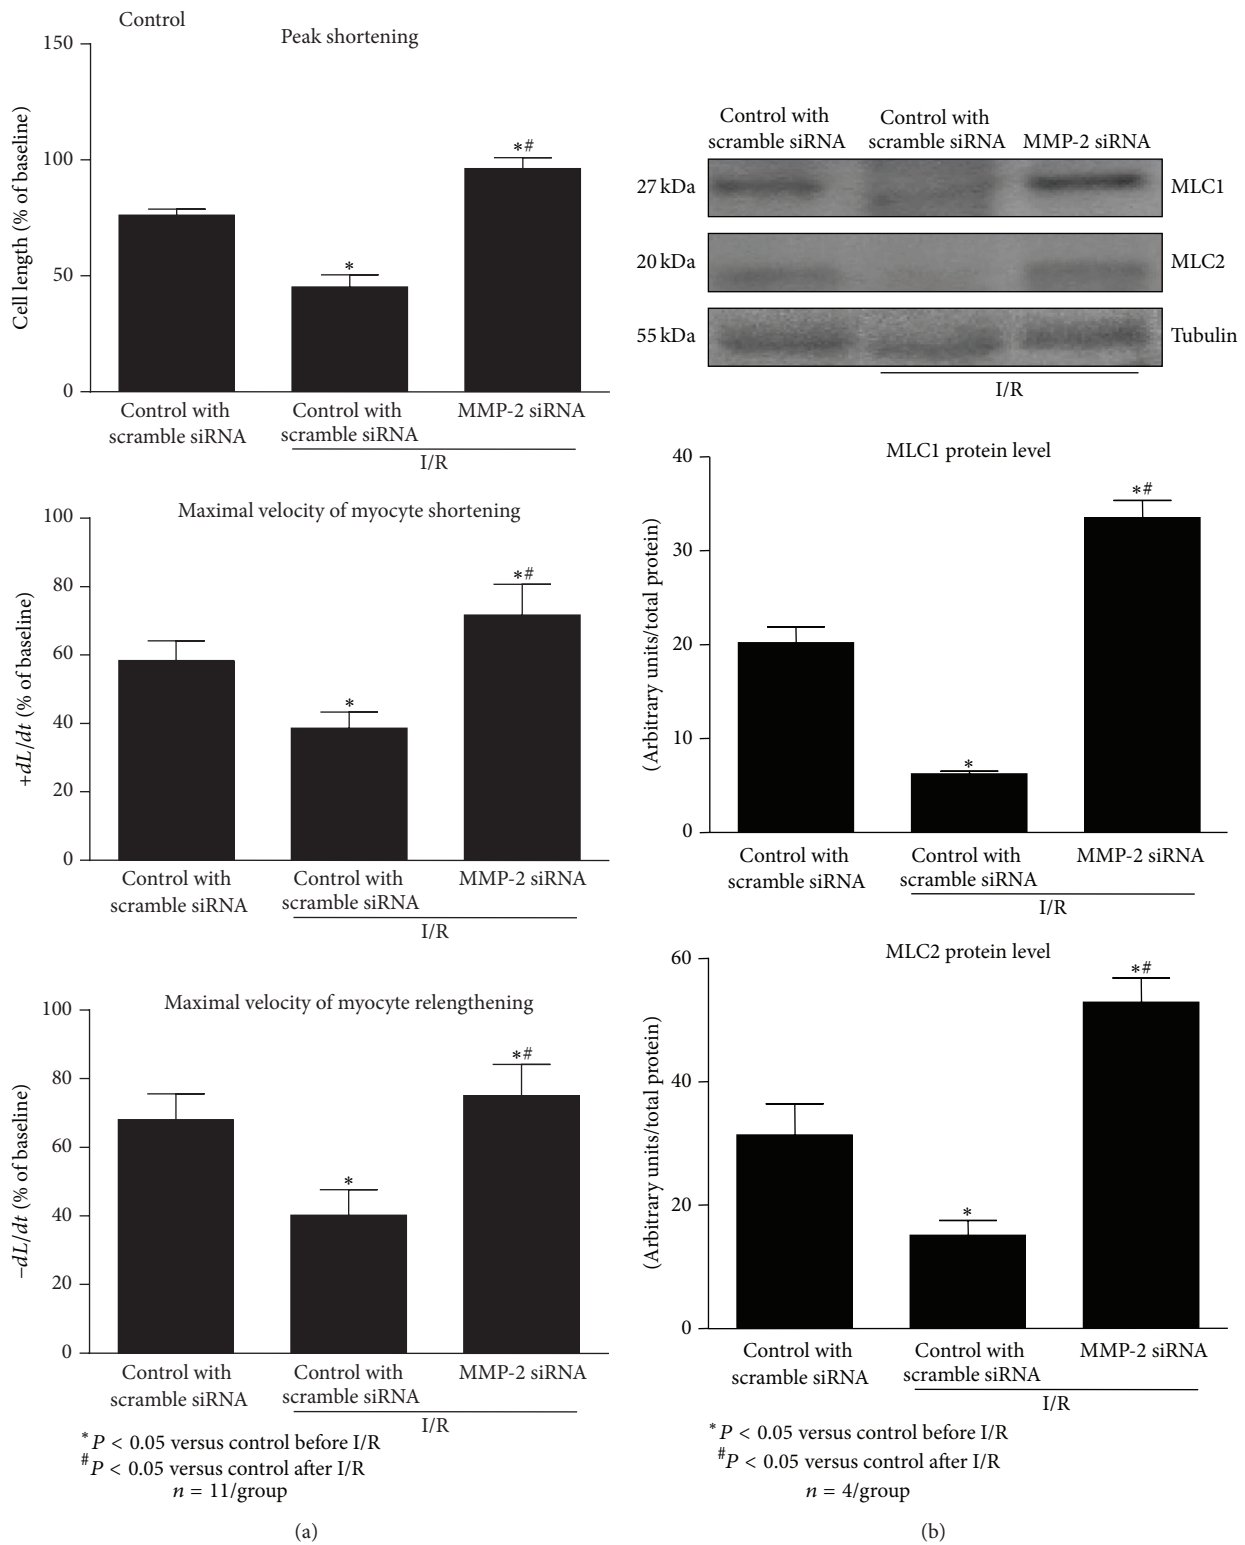 Control
Peak shortening
150
100
50
0
Cell length (% of baseline)
*
*#
Control with
scramble siRNA
Control with
scramble siRNA
MMP-2 siRNA
I/R
Maximal velocity of myocyte shortening
100
80
60
40
20
0
+dL/dt (% of baseline)
*
*#
Control with
scramble siRNA
Control with
scramble siRNA
MMP-2 siRNA
I/R
Maximal velocity of myocyte relengthening
100
80
60
40
20
0
−dL/dt (% of baseline)
*
*#
Control with
scramble siRNA
Control with
scramble siRNA
MMP-2 siRNA
I/R
*P < 0.05 versus control before I/R
#P < 0.05 versus control after I/R
n = 11/group
(a)
Control with
scramble siRNA
Control with
scramble siRNA
MMP-2 siRNA
27 kDa
MLC1
20 kDa
MLC2
55 kDa
Tubulin
I/R
MLC1 protein level
40
30
20
10
0
(Arbitrary units/total protein)
*
*#
Control with
scramble siRNA
Control with
scramble siRNA
MMP-2 siRNA
I/R
MLC2 protein level
60
40
20
0
(Arbitrary units/total protein)
*
*#
Control with
scramble siRNA
Control with
scramble siRNA
MMP-2 siRNA
I/R
*P < 0.05 versus control before I/R
#P < 0.05 versus control after I/R
n = 4/group
(b)